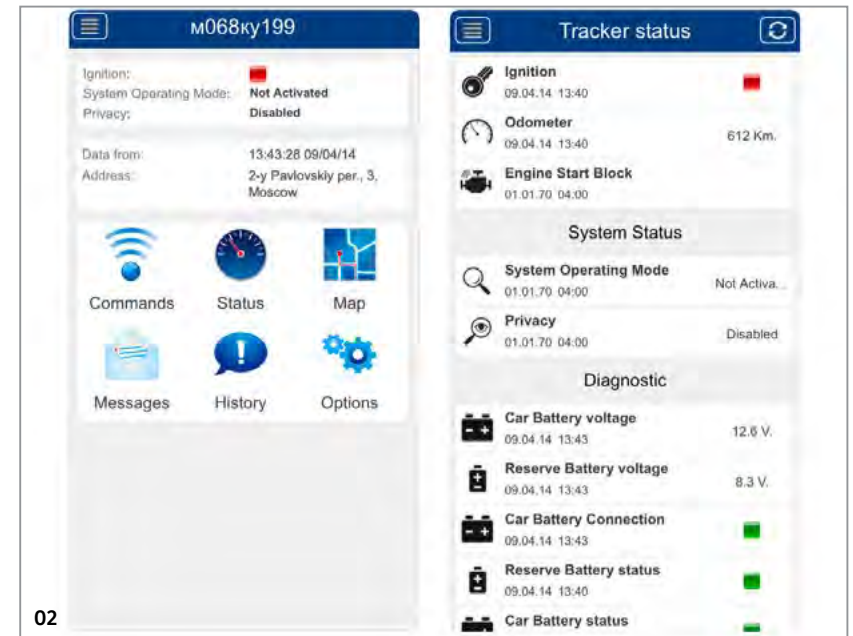 м068ку199
Ignition:
System Operating Mode: Not Activated
Privacy: Disabled
Data from: 13:43:28 09/04/14
Address: 2-y Pavlovskiy per., 3,
Moscow
Commands Status Map
Messages History Options
Tracker status
Ignition
09.04.14 13:40
Odometer
09.04.14 13:40 612 Km.
Engine Start Block
01.01.70 04:00
System Status
System Operating Mode
01.01.70 04:00 Not Activa...
Privacy
01.01.70 04:00 Disabled
Diagnostic
Car Battery voltage
09.04.14 13:43 12.6 V.
Reserve Battery voltage
09.04.14 13:43 8.3 V.
Car Battery Connection
09.04.14 13:43
Reserve Battery status
09.04.14 13:40
Car Battery status
02